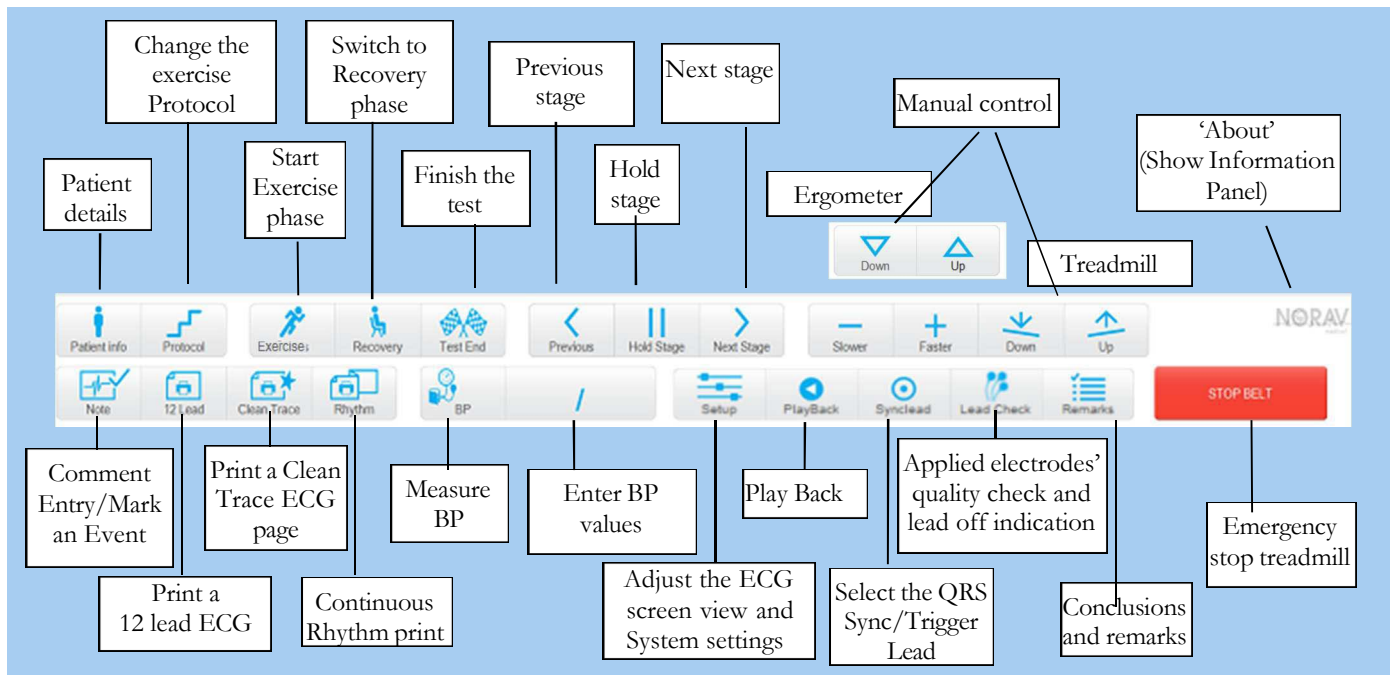 Change the
exercise
Protocol
Switch to
Recovery
phase
Previous
stage
Next stage
Manual control
'About'
(Show Information
Panel)
Patient
details
Start
Exercise
phase
Finish the
test
Hold
stage
Ergometer
Down
Up
Treadmill
Patient info
Protocol
Exercise
Recovery
Test End
Previous
Hold Stage
Next Stage
Slower
Faster
Down
Up
NORAV
Note
12 Lead
Clean Trace
Rhythm
BP
/
Setup
PlayBack
Synclead
Lead Check
Remarks
STOP BELT
Comment
Entry/Mark
an Event
Print a Clean
Trace ECG
page
Measure
BP
Enter BP
values
Play Back
Applied electrodes'
quality check and
lead off indication
Emergency
stop treadmill
Print a
12 lead ECG
Continuous
Rhythm print
Adjust the ECG
screen view and
System settings
Select the QRS
Sync/Trigger
Lead
Conclusions
and remarks